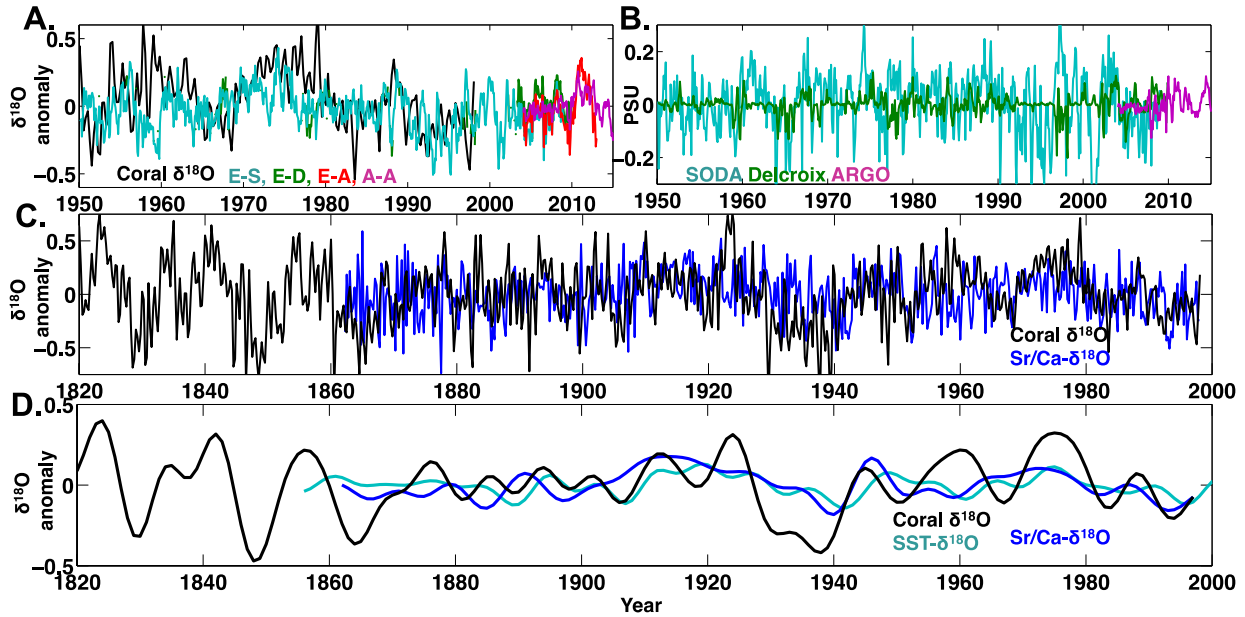 A.
0.5
0
−0.5
δ18O
anomaly
Coral δ18O E-S, E-D, E-A, A-A
1950 1960 1970 1980 1990 2000 2010
B.
0.2
0
−0.2
PSU
SODA Delcroix ARGO
1950 1960 1970 1980 1990 2000 2010
C.
0.5
0
−0.5
δ18O
anomaly
Coral δ18O
Sr/Ca-δ18O
1820 1840 1860 1880 1900 1920 1940 1960 1980 2000
D.
0.5
0
−0.5
δ18O
anomaly
Coral δ18O
SST-δ18O Sr/Ca-δ18O
1820 1840 1860 1880 1900 1920 1940 1960 1980 2000
Year